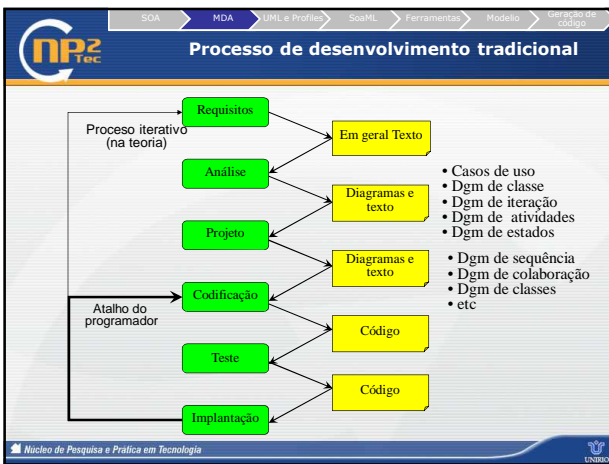 SOA MDA UML e Profiles SoaML Ferramentas Modelio Geração de código
NP2 Tec
Processo de desenvolvimento tradicional
Requisitos
Proceso iterativo
(na teoria)
Em geral Texto
Análise
Diagramas e
texto
• Casos de uso
• Dgm de classe
• Dgm de iteração
• Dgm de atividades
• Dgm de estados
Projeto
Diagramas e
texto
• Dgm de sequência
• Dgm de colaboração
• Dgm de classes
• etc
Codificação
Atalho do
programador
Código
Teste
Código
Implantação
Núcleo de Pesquisa e Prática em Tecnologia
UNIRIO